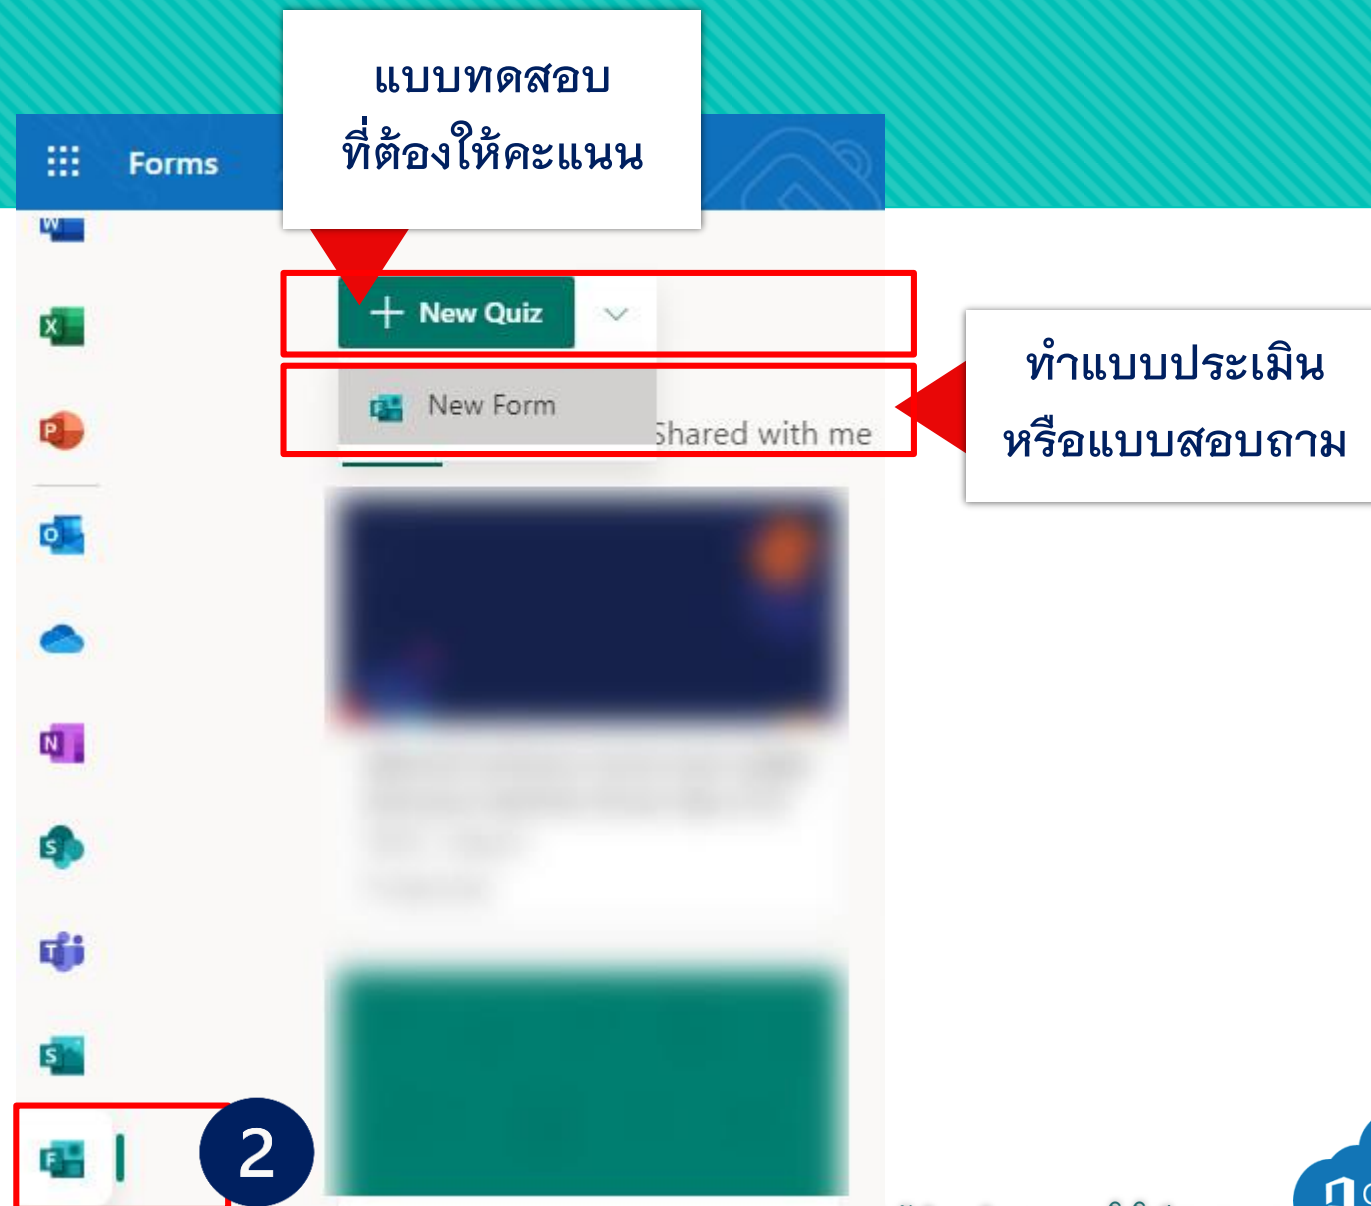 แบบทดสอบ
ที่ต้องให้คะแนน
Forms
W
New Quiz
X
ทำแบบประเมิน
หรือแบบสอบถาม
New Form
P
Shared with me
O
N
S
T
S
F
2